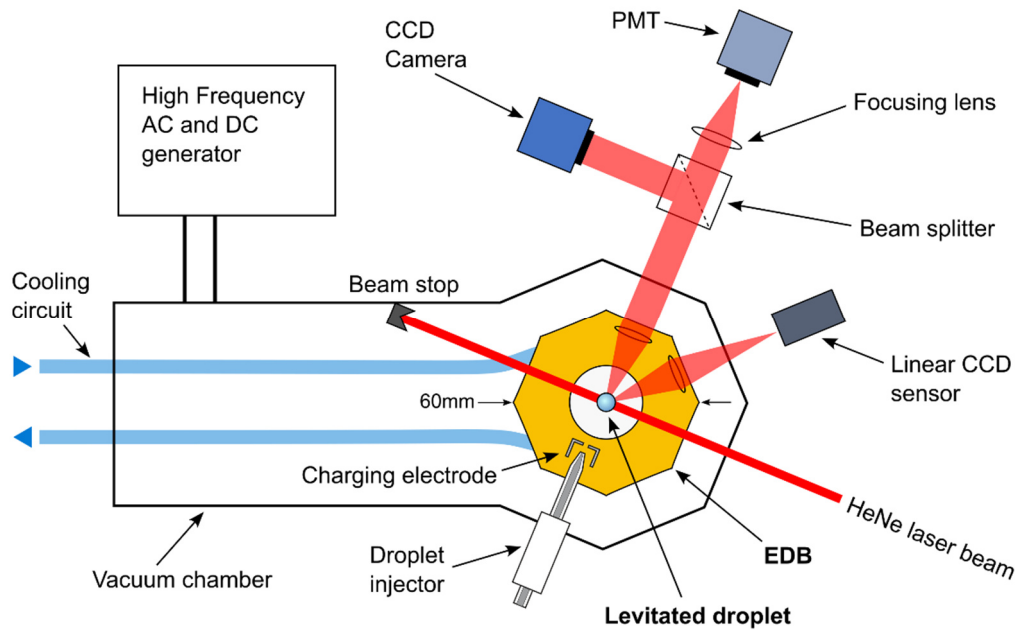 PMT
CCD
Camera
High Frequency
AC and DC
generator
Focusing lens
Beam splitter
Cooling
circuit
Beam stop
Linear CCD
sensor
60mm
Charging electrode
HeNe laser beam
Droplet
injector
EDB
Vacuum chamber
Levitated droplet